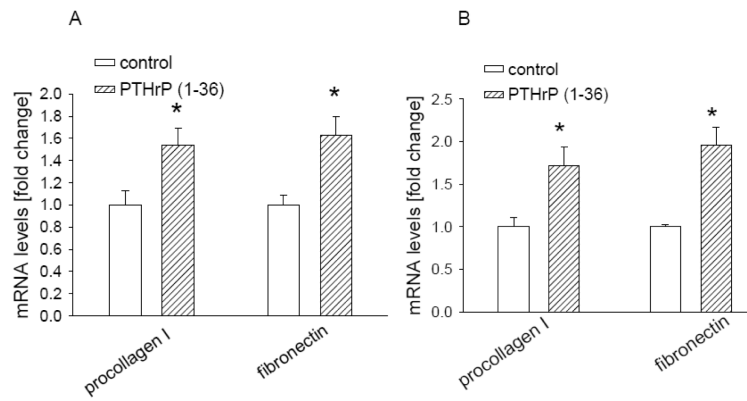 A
control
PTHrP (1-36)
mRNA levels [fold change]
2.0
1.8
1.6
1.4
1.2
1.0
0.8
0.6
0.4
0.2
0.0
*
*
procollagen I
fibronectin
B
control
PTHrP (1-36)
mRNA levels [fold change]
2.5
2.0
1.5
1.0
0.5
0.0
*
*
procollagen I
fibronectin